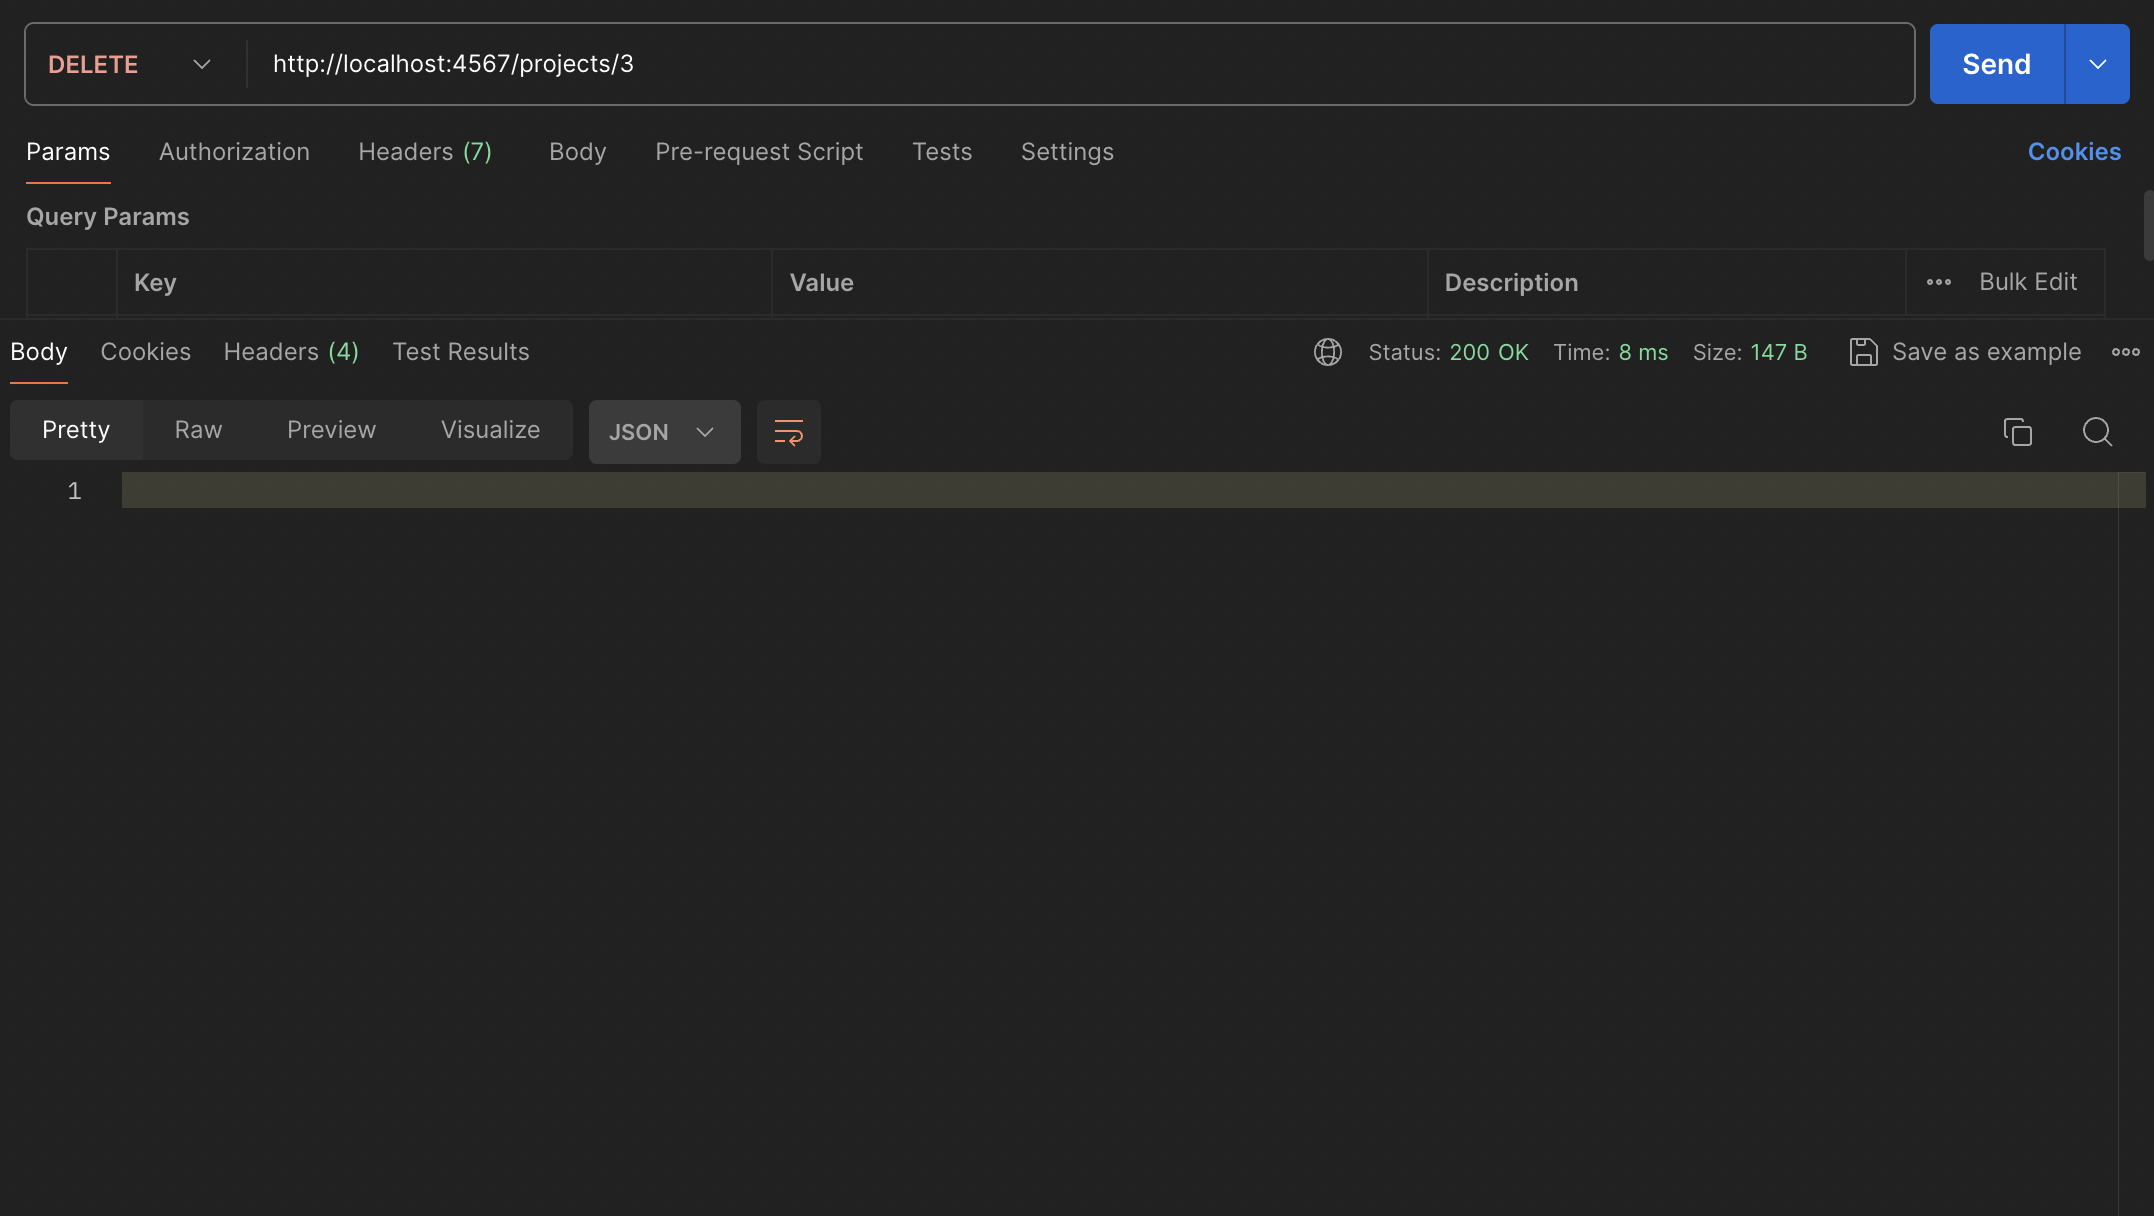 DELETE http://localhost:4567/projects/3 Send
Params Authorization Headers (7) Body Pre-request Script Tests Settings Cookies
Query Params
Key Value Description Bulk Edit
Body Cookies Headers (4) Test Results Status: 200 OK Time: 8 ms Size: 147 B Save as example
Pretty Raw Preview Visualize JSON
1